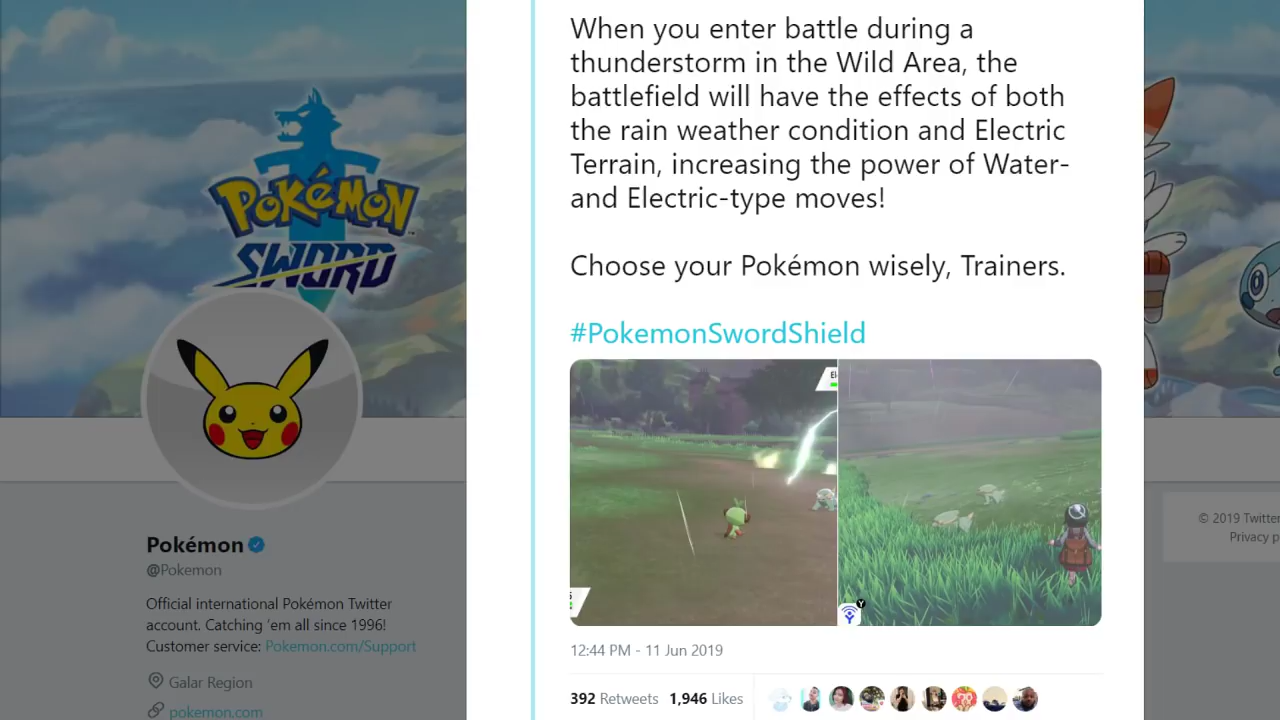 When you enter battle during a
thunderstorm in the Wild Area, the
battlefield will have the effects of both
the rain weather condition and Electric
Terrain, increasing the power of Water-
and Electric-type moves!
Choose your Pokémon wisely, Trainers.
#PokemonSwordShield
El
Y
12:44 PM - 11 Jun 2019
392 Retweets 1,946 Likes
POKÉMON
SWORD
Pokémon
@Pokemon
Official international Pokémon Twitter
account. Catching 'em all since 1996!
Customer service: Pokemon.com/Support
Galar Region
pokemon.com
© 2019 Twitter
Privacy p